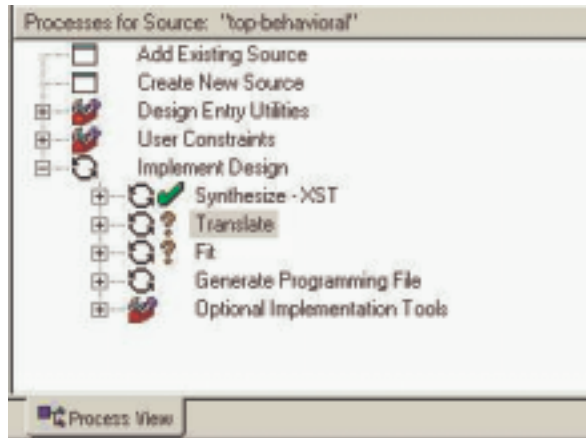 Processes for Source: "top-behavioral"
Add Existing Source
Create New Source
Design Entry Utilities
User Constraints
Implement Design
Synthesize - XST
Translate
Fit
Generate Programming File
Optional Implementation Tools
Process View